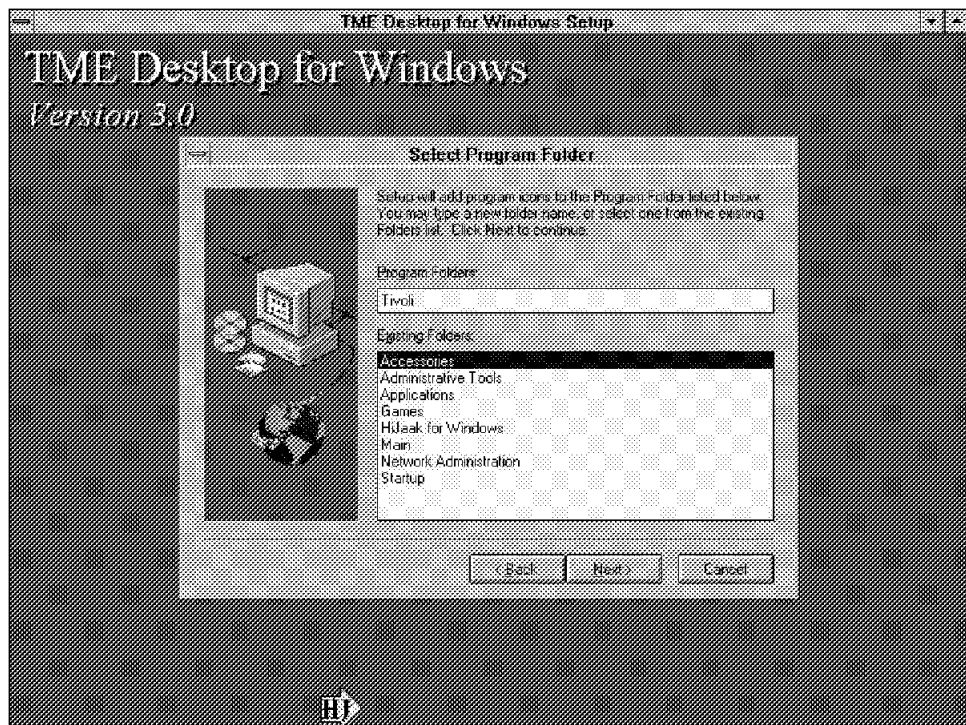 TME Desktop for Windows Setup
TME Desktop for Windows
Version 3.0
Select Program Folder
Setup will add program icons to the Program Folder listed below.
You may type a new folder name, or select one from the existing
Folders list. Click Next to continue.
Program Folders:
Tivoli
Existing Folders:
Accessories
Administrative Tools
Applications
Games
HiJaak for Windows
Main
Network Administration
Startup
< Back
Next >
Cancel
HJ